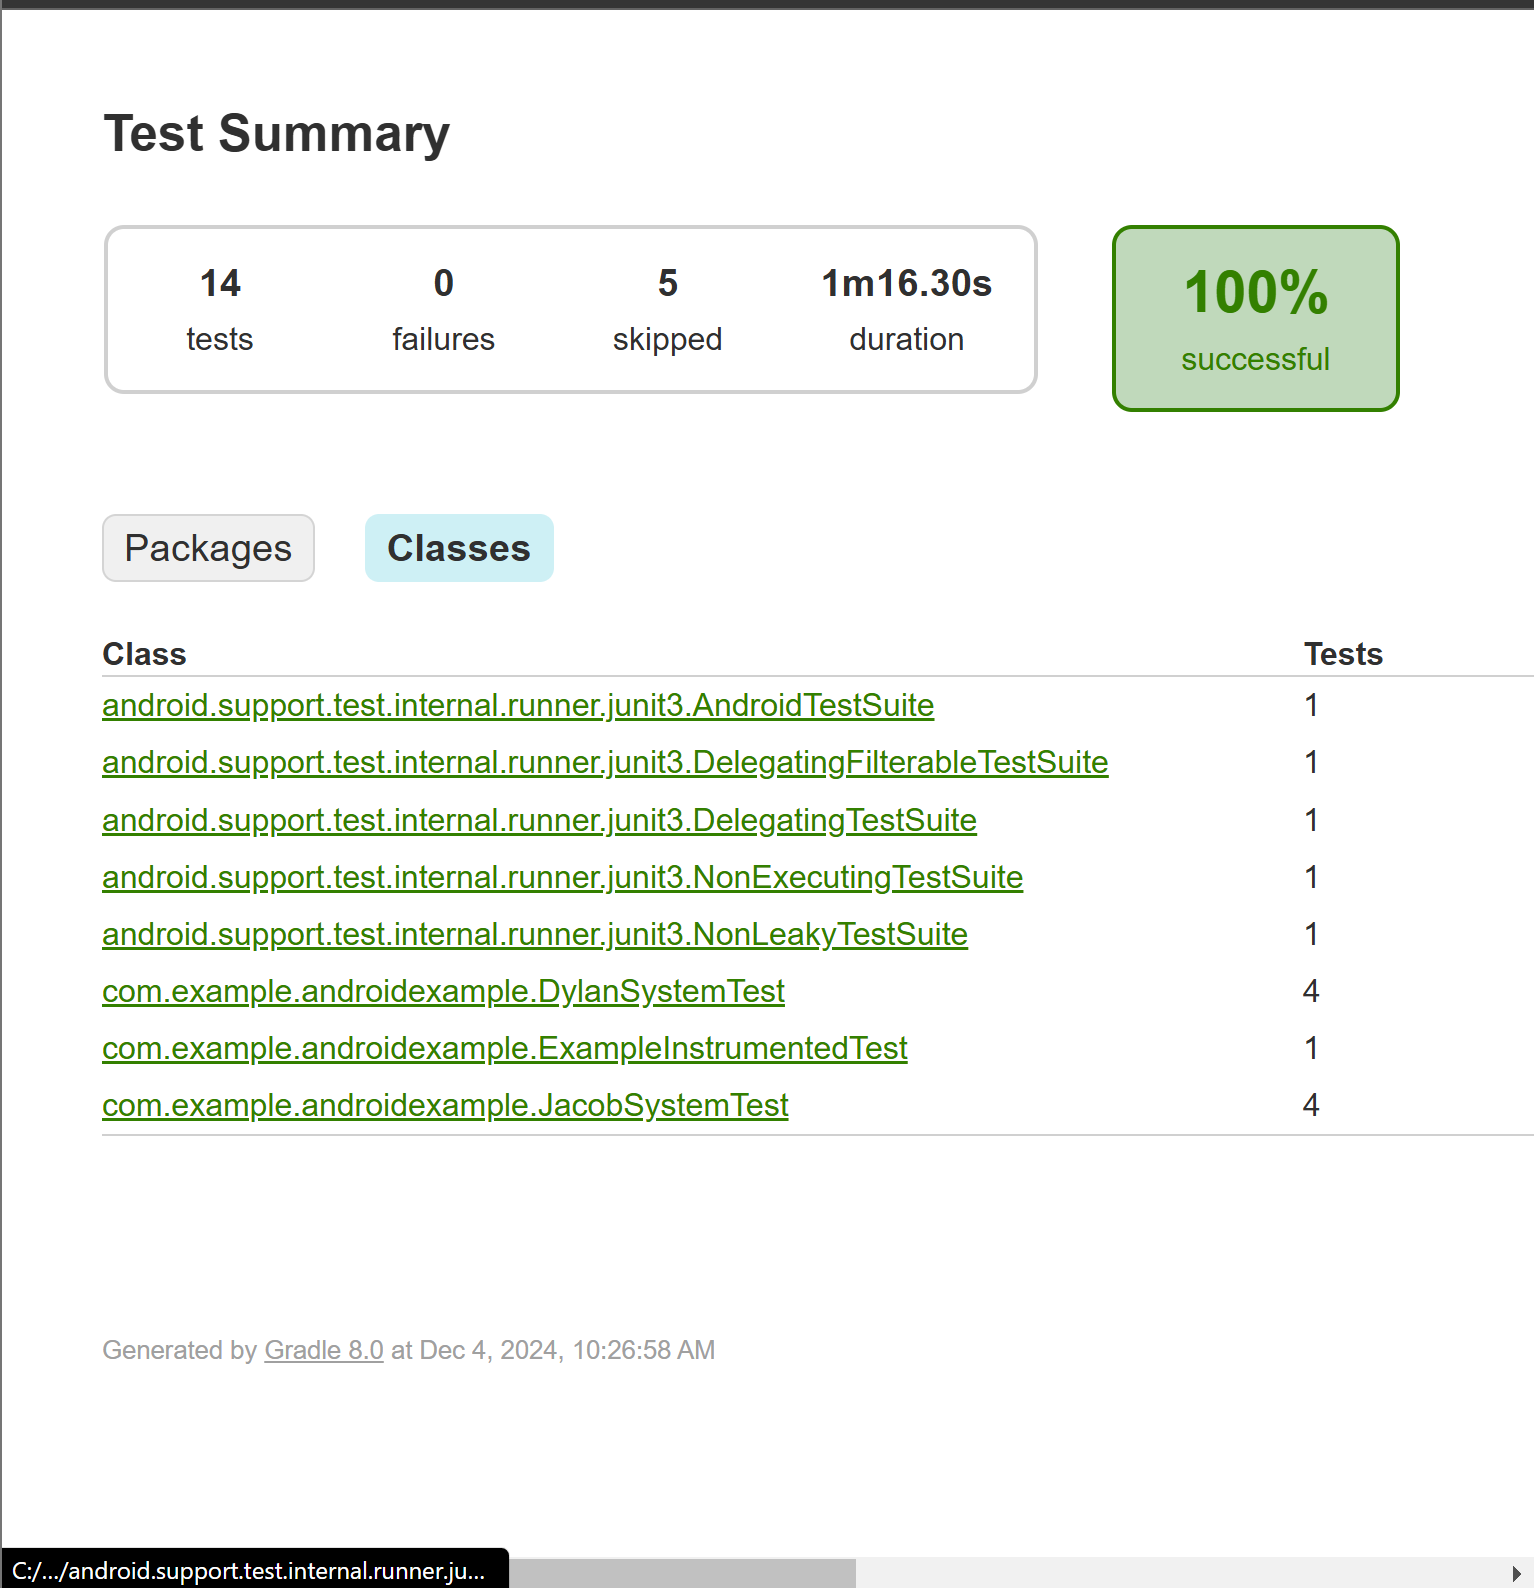 Test Summary
14 0 5 1m16.30s
tests failures skipped duration
100%
successful
Packages Classes
Class Tests
android.support.test.internal.runner.junit3.AndroidTestSuite 1
android.support.test.internal.runner.junit3.DelegatingFilterableTestSuite 1
android.support.test.internal.runner.junit3.DelegatingTestSuite 1
android.support.test.internal.runner.junit3.NonExecutingTestSuite 1
android.support.test.internal.runner.junit3.NonLeakyTestSuite 1
com.example.androidexample.DylanSystemTest 4
com.example.androidexample.ExampleInstrumentedTest 1
com.example.androidexample.JacobSystemTest 4
Generated by Gradle 8.0 at Dec 4, 2024, 10:26:58 AM
C:/.../android.support.test.internal.runner.ju...